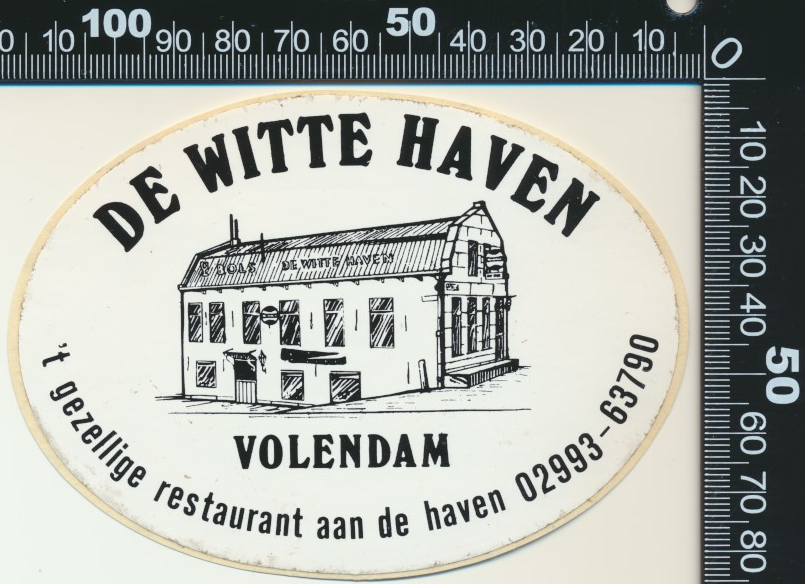 0 10 100 90 80 70 60 50 40 30 20 10 0
10 20 30 40 50 60 70 80
DE WITTE HAVEN
BOLS DE WITTE HAVEN
VOLENDAM
't gezellige restaurant aan de haven 02993-63790